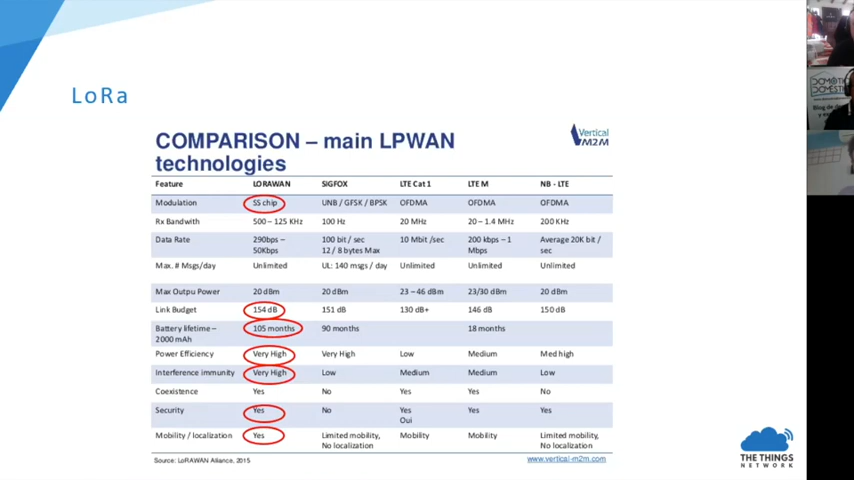 LoRa
COMPARISON – main LPWAN
technologies
Vertical
M2M
Feature LORAWAN SIGFOX LTE Cat 1 LTE M NB - LTE
Modulation SS chip UNB / GFSK / BPSK OFDMA OFDMA OFDMA
Rx Bandwith 500 – 125 KHz 100 Hz 20 MHz 20 – 1.4 MHz 200 KHz
Data Rate 290bps – 50Kbps 100 bit / sec 12 / 8 bytes Max 10 Mbit /sec 200 kbps – 1 Mbps Average 20K bit / sec
Max. # Msgs/day Unlimited UL: 140 msgs / day Unlimited Unlimited Unlimited
Max Outpu Power 20 dBm 20 dBm 23 – 46 dBm 23/30 dBm 20 dBm
Link Budget 154 dB 151 dB 130 dB+ 146 dB 150 dB
Battery lifetime – 2000 mAh 105 months 90 months 18 months
Power Efficiency Very High Very High Low Medium Med high
Interference immunity Very High Low Medium Medium Low
Coexistence Yes No Yes Yes No
Security Yes No Yes Oui Yes Yes
Mobility / localization Yes Limited mobility, No localization Mobility Mobility Limited mobility, No localization
Source: LoRAWAN Alliance, 2015
www.vertical-m2m.com
THE THINGS
NETWORK